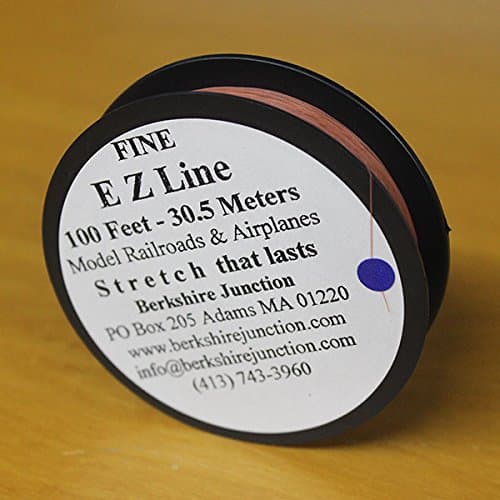 FINE
E Z Line
100 Feet - 30.5 Meters
Model Railroads & Airplanes
Stretch that lasts
Berkshire Junction
PO Box 205 Adams MA 01220
www.berkshirejunction.com
info@berkshirejunction.com
(413) 743-3960